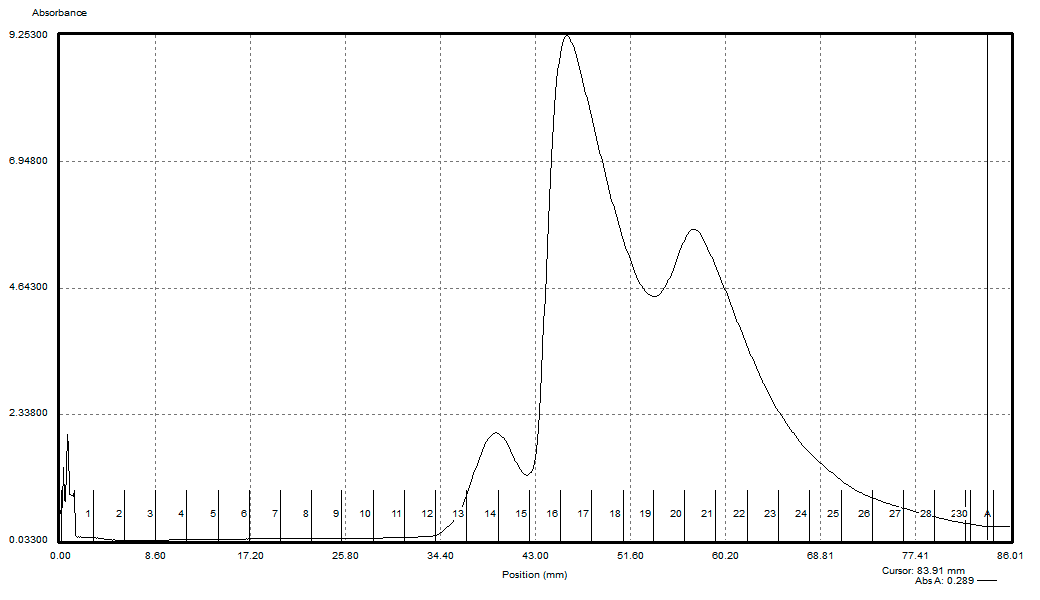 Absorbance
9.25300
6.94800
4.64300
2.33800
0.03300
1 2 3 4 5 6 7 8 9 10 11 12 13 14 15 16 17 18 19 20 21 22 23 24 25 26 27 28 230 A
0.00 8.60 17.20 25.80 34.40 43.00 51.60 60.20 68.81 77.41 86.01
Position (mm)
Cursor: 83.91 mm
Abs A: 0.289